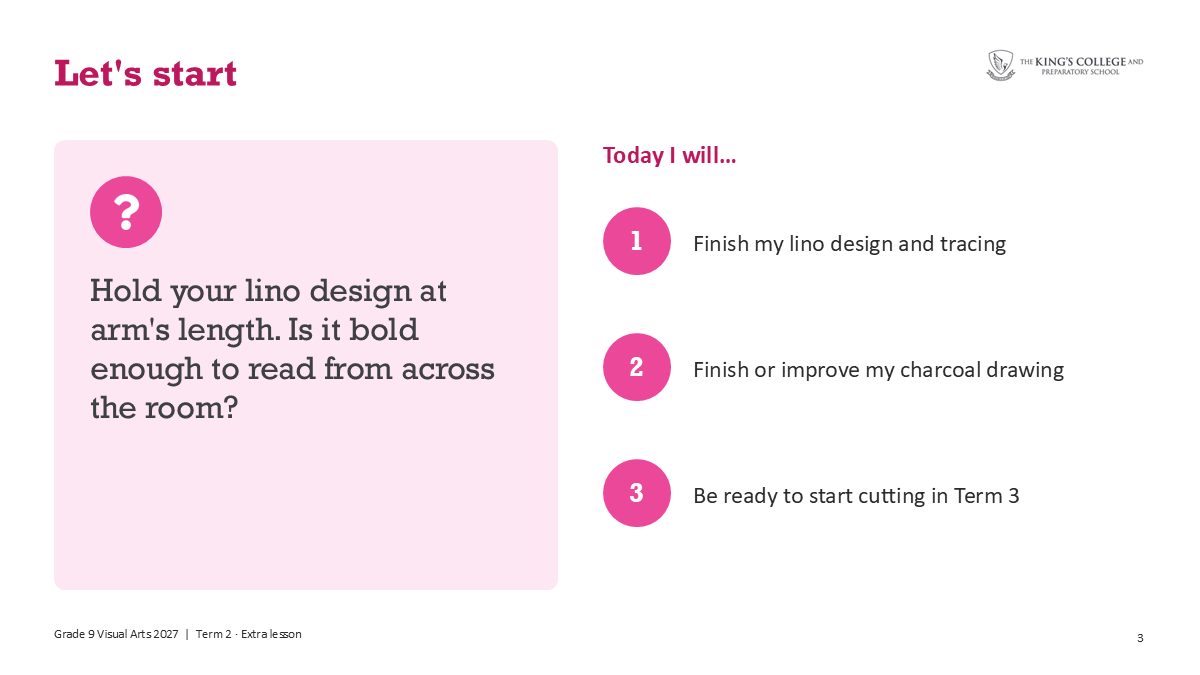 Let's start
THE KING'S COLLEGE AND
PREPARATORY SCHOOL
?
Hold your lino design at
arm's length. Is it bold
enough to read from across
the room?
Today I will...
1
Finish my lino design and tracing
2
Finish or improve my charcoal drawing
3
Be ready to start cutting in Term 3
Grade 9 Visual Arts 2027 | Term 2 · Extra lesson
3